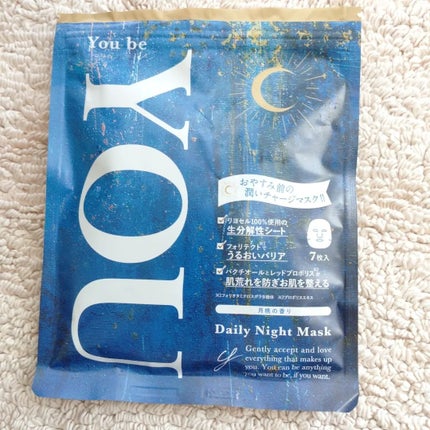 You be
YOU
おやすみ前の
潤いチャージマスク!!
リヨセル100%使用の
生分解性シート
フォリテクト※1
うるおいバリア
7枚入
バクチオールとレッドプロポリス※2
肌荒れを防ぎお肌を整える
月桃の香り
Daily Night Mask
Gently accept and love
everything that makes up
you. You can be anything
you want to be, if you want.